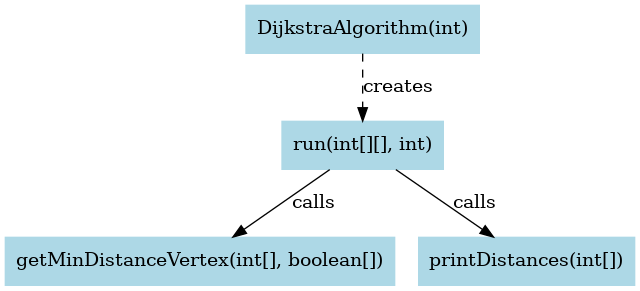 DijkstraAlgorithm(int)
creates
run(int[][], int)
calls
calls
getMinDistanceVertex(int[], boolean[])
printDistances(int[])